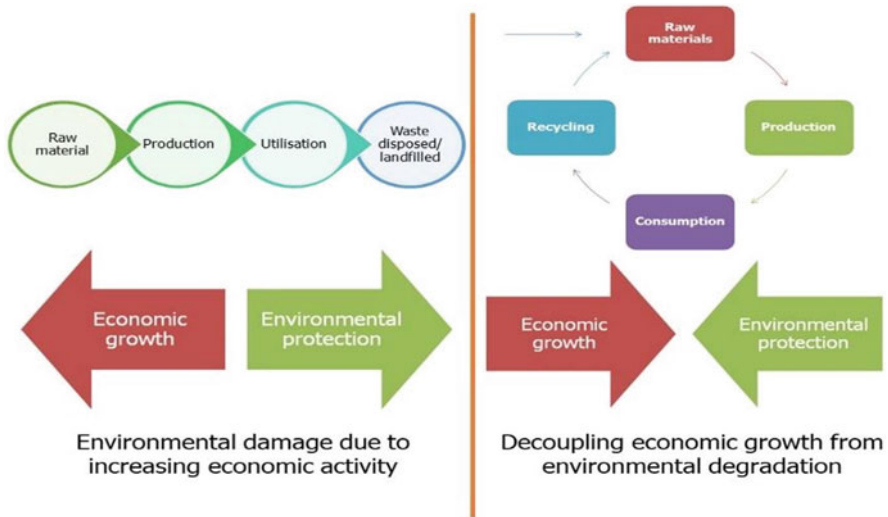 Raw
material
Production
Utilisation
Waste
disposed/
landfilled
Economic
growth
Environmental
protection
Environmental damage due to
increasing economic activity
Raw
materials
Production
Consumption
Recycling
Economic
growth
Environmental
protection
Decoupling economic growth from
environmental degradation